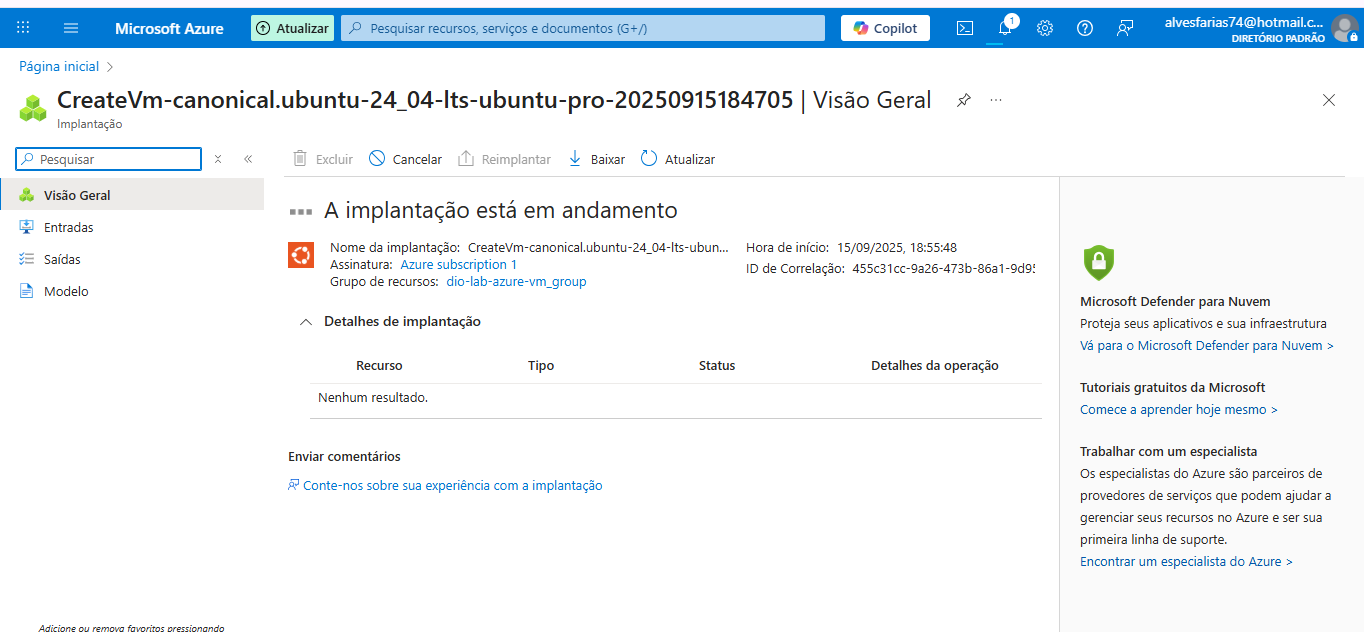 Microsoft Azure
Atualizar
Pesquisar recursos, serviços e documentos (G+/)
Copilot
1
alvesfarias74@hotmail.c...
DIRETÓRIO PADRÃO
Página inicial
CreateVm-canonical.ubuntu-24_04-lts-ubuntu-pro-20250915184705 | Visão Geral
Implantação
Pesquisar
Visão Geral
Entradas
Saídas
Modelo
Excluir
Cancelar
Reimplantar
Baixar
Atualizar
A implantação está em andamento
Nome da implantação: CreateVm-canonical.ubuntu-24_04-lts-ubun...
Assinatura: Azure subscription 1
Grupo de recursos: dio-lab-azure-vm_group
Hora de início: 15/09/2025, 18:55:48
ID de Correlação: 455c31cc-9a26-473b-86a1-9d95
Detalhes de implantação
Recurso Tipo Status Detalhes da operação
Nenhum resultado.
Enviar comentários
Conte-nos sobre sua experiência com a implantação
Microsoft Defender para Nuvem
Proteja seus aplicativos e sua infraestrutura
Vá para o Microsoft Defender para Nuvem >
Tutoriais gratuitos da Microsoft
Comece a aprender hoje mesmo >
Trabalhar com um especialista
Os especialistas do Azure são parceiros de
provedores de serviços que podem ajudar a
gerenciar seus recursos no Azure e ser sua
primeira linha de suporte.
Encontrar um especialista do Azure >
Adicione ou remova favoritos pressionando